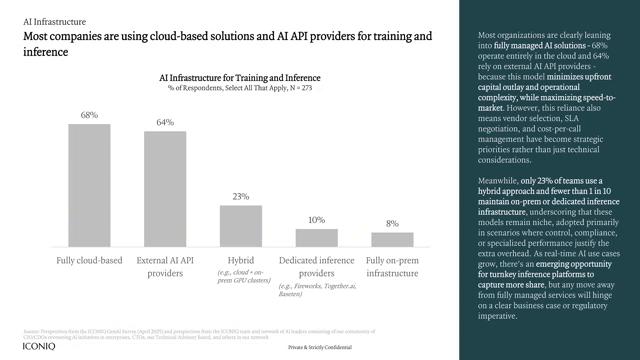 AI Infrastructure
Most companies are using cloud-based solutions and AI API providers for training and
inference
AI Infrastructure for Training and Inference
% of Respondents, Select All That Apply, N = 273
68%
64%
23%
10%
8%
Fully cloud-based
External AI API
providers
Hybrid
(e.g., cloud + on-
prem GPU clusters)
Dedicated inference
providers
(e.g., Fireworks, Together.ai,
Baseten)
Fully on-prem
infrastructure
Most organizations are clearly leaning
into fully managed AI solutions – 68%
operate entirely in the cloud and 64%
rely on external AI API providers –
because this model minimizes upfront
capital outlay and operational
complexity, while maximizing speed-to-
market. However, this reliance also
means vendor selection, SLA
negotiation, and cost-per-call
management have become strategic
priorities rather than just technical
considerations.
Meanwhile, only 23% of teams use a
hybrid approach and fewer than 1 in 10
maintain on-prem or dedicated inference
infrastructure, underscoring that these
models remain niche, adopted primarily
in scenarios where control, compliance,
or specialized performance justify the
extra overhead. As real-time AI use cases
grow, there's an emerging opportunity
for turnkey inference platforms to
capture more share, but any move away
from fully managed services will hinge
on a clear business case or regulatory
imperative.
Source: Perspectives from the ICONIQ GenAI Survey (April 2025) and perspectives from the ICONIQ team and network of AI leaders consisting of our community of
CIO/CDOs overseeing AI initiatives in enterprises, CTOs, our Technical Advisory Board, and others in our network
ICONIQ
Private & Strictly Confidential